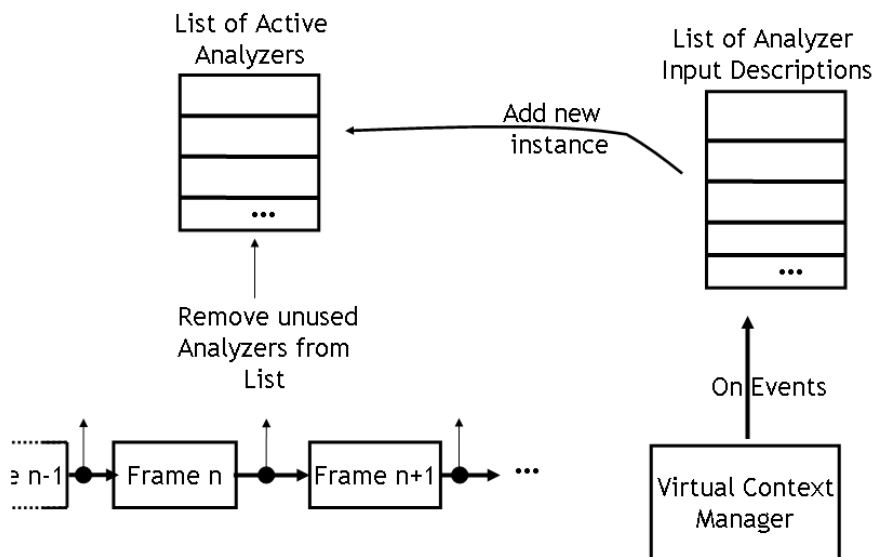 List of Active
Analyzers
List of Analyzer
Input Descriptions
Add new
instance
...
...
Remove unused
Analyzers from
List
On Events
e n-1
Frame n
Frame n+1
...
Virtual Context
Manager